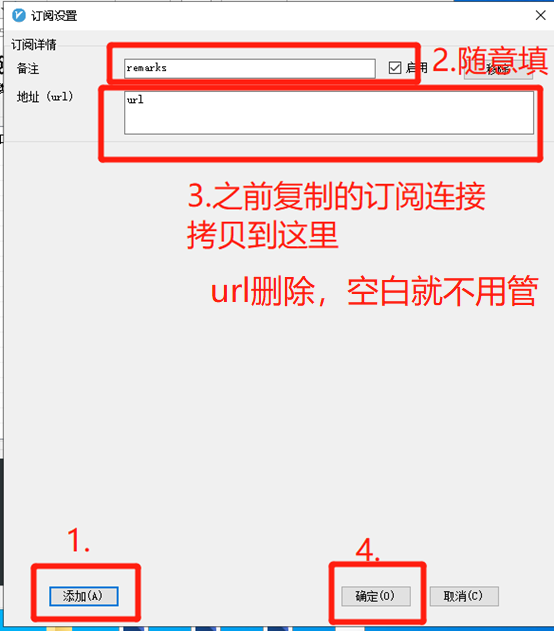 订阅设置
订阅详情
备注
remarks
启用
移除
2.随意填
地址（url）
url
3.之前复制的订阅连接
拷贝到这里
url删除，空白就不用管
1.
4.
添加(A)
确定(O)
取消(C)